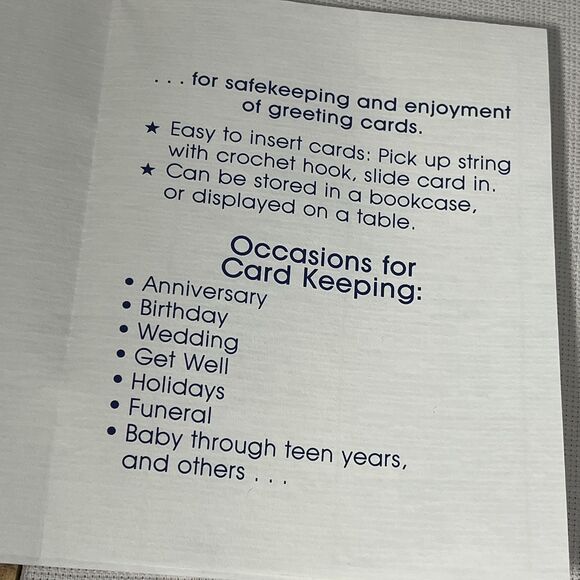 . . . for safekeeping and enjoyment
of greeting cards.
★ Easy to insert cards: Pick up string
with crochet hook, slide card in.
★ Can be stored in a bookcase,
or displayed on a table.
Occasions for
Card Keeping:
• Anniversary
• Birthday
• Wedding
• Get Well
• Holidays
• Funeral
• Baby through teen years,
and others . . .